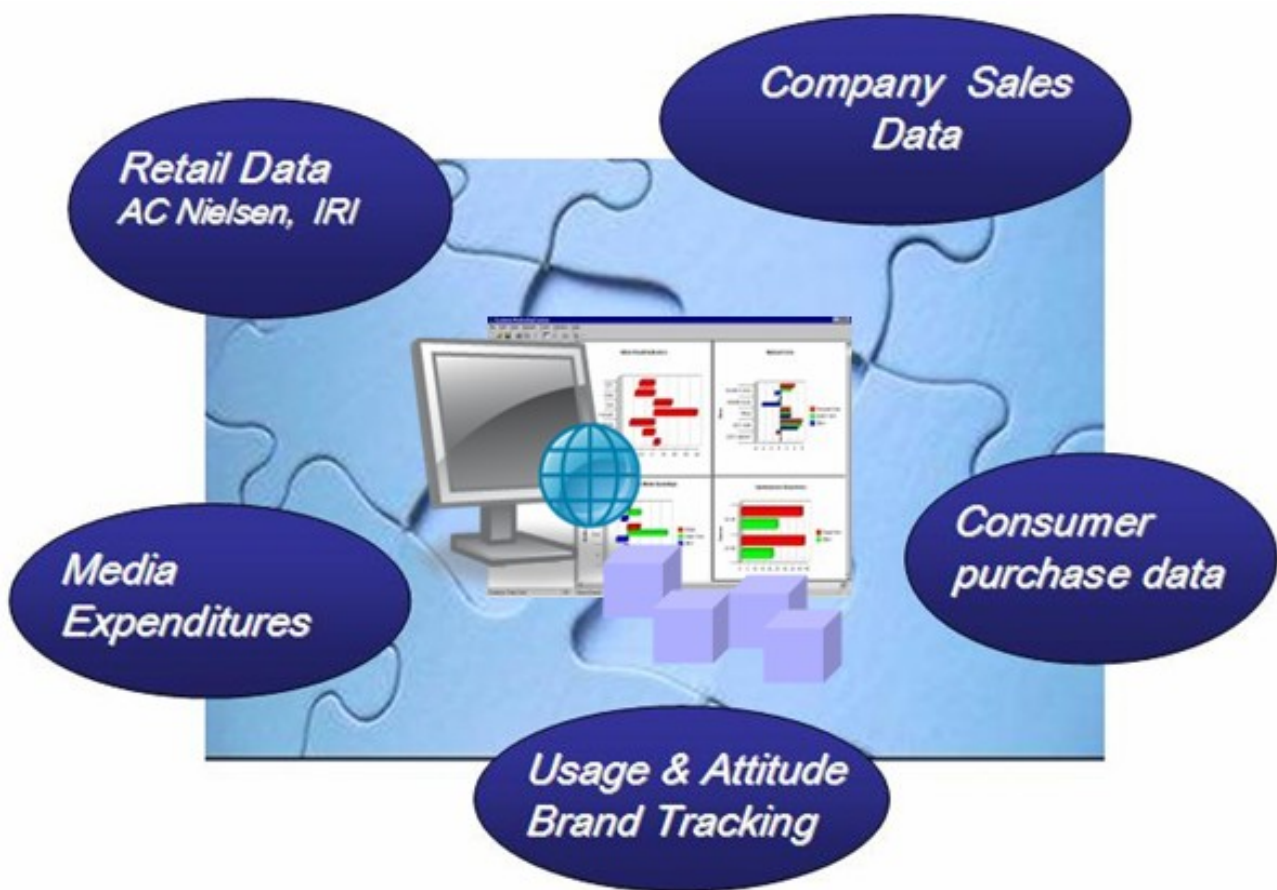 Company Sales
Data
Retail Data
AC Nielsen, IRI
Consumer
purchase data
Media
Expenditures
Usage & Attitude
Brand Tracking